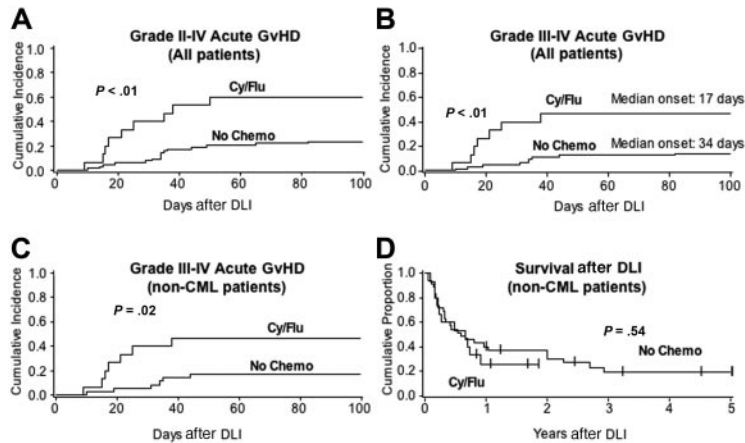 A
Grade II-IV Acute GvHD
(All patients)
Cumulative Incidence
1.0
0.8
0.6
0.4
0.2
0
P < .01
Cy/Flu
No Chemo
0 20 40 60 80 100
Days after DLI
B
Grade III-IV Acute GvHD
(All patients)
Cumulative Incidence
1.0
0.8
0.6
0.4
0.2
0
P < .01
Cy/Flu
Median onset: 17 days
No Chemo
Median onset: 34 days
0 20 40 60 80 100
Days after DLI
C
Grade III-IV Acute GvHD
(non-CML patients)
Cumulative Incidence
1.0
0.8
0.6
0.4
0.2
0
P = .02
Cy/Flu
No Chemo
0 20 40 60 80 100
Days after DLI
D
Survival after DLI
(non-CML patients)
Cumulative Proportion
1.0
0.8
0.6
0.4
0.2
0
P = .54
No Chemo
Cy/Flu
0 1 2 3 4 5
Years after DLI